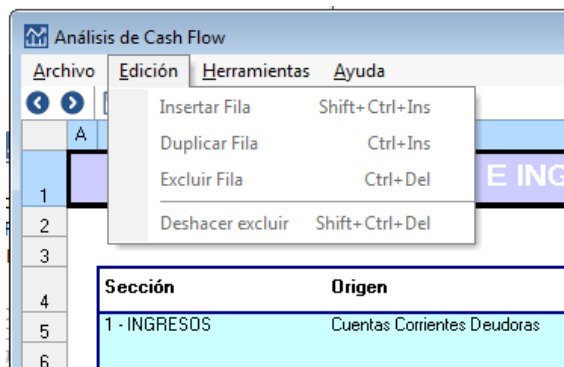 Análisis de Cash Flow
Archivo Edición Herramientas Ayuda
Insertar Fila Shift+Ctrl+Ins
Duplicar Fila Ctrl+Ins
Excluir Fila Ctrl+Del
Deshacer excluir Shift+Ctrl+Del
A
1 E ING
2
3
4 Sección Origen
5 1 - INGRESOS Cuentas Corrientes Deudoras
6